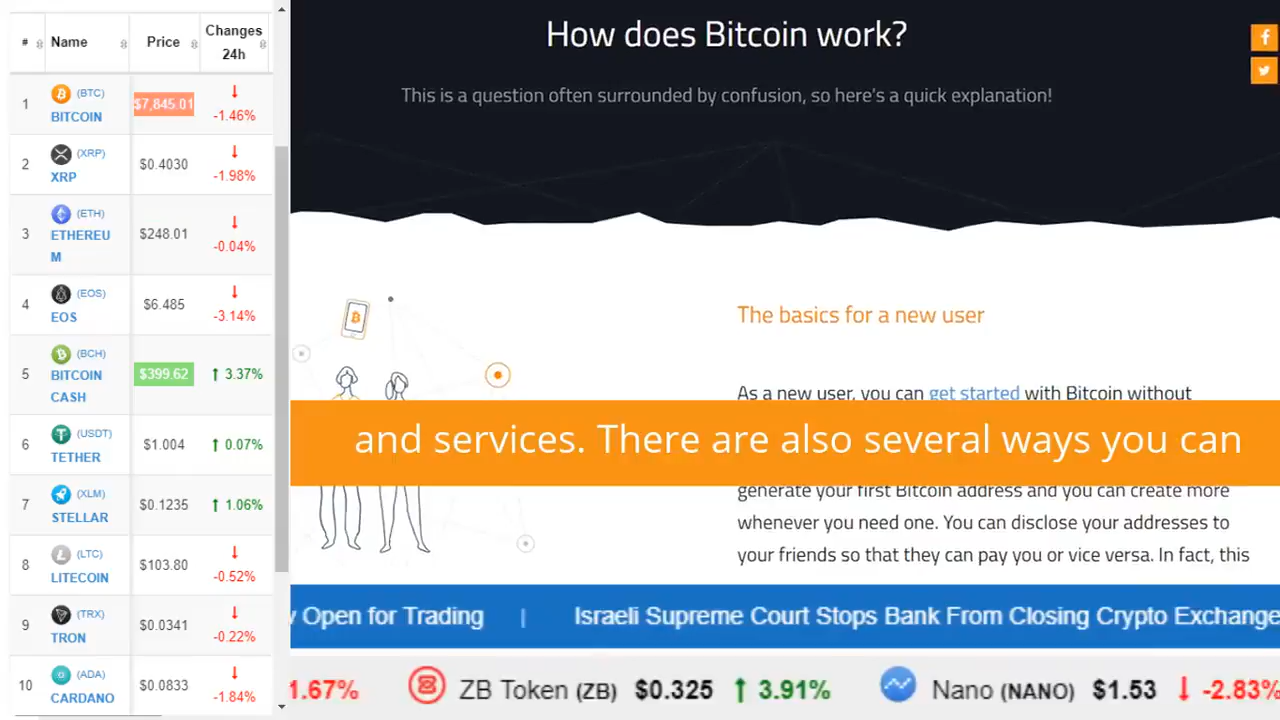 # Name Price Changes 24h
1 (BTC) BITCOIN $7,845.01 ↓ -1.46%
2 (XRP) XRP $0.4030 ↓ -1.98%
3 (ETH) ETHEREUM $248.01 ↓ -0.04%
4 (EOS) EOS $6.485 ↓ -3.14%
5 (BCH) BITCOIN CASH $399.62 ↑ 3.37%
6 (USDT) TETHER $1.004 ↑ 0.07%
7 (XLM) STELLAR $0.1235 ↑ 1.06%
8 (LTC) LITECOIN $103.80 ↓ -0.52%
9 (TRX) TRON $0.0341 ↓ -0.22%
10 (ADA) CARDANO $0.0833 ↓ -1.84%
How does Bitcoin work?
This is a question often surrounded by confusion, so here's a quick explanation!
The basics for a new user
As a new user, you can get started with Bitcoin without
and services. There are also several ways you can
generate your first Bitcoin address and you can create more
whenever you need one. You can disclose your addresses to
your friends so that they can pay you or vice versa. In fact, this
Open for Trading | Israeli Supreme Court Stops Bank From Closing Crypto Exchange
1.67% ZB Token (ZB) $0.325 ↑ 3.91% Nano (NANO) $1.53 ↓ -2.83%